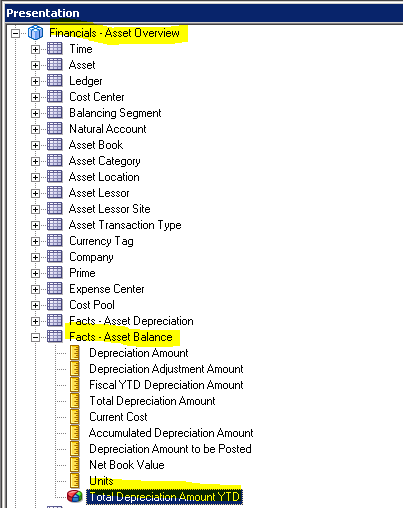 Presentation
Financials - Asset Overview
Time
Asset
Ledger
Cost Center
Balancing Segment
Natural Account
Asset Book
Asset Category
Asset Location
Asset Lessor
Asset Lessor Site
Asset Transaction Type
Currency Tag
Company
Prime
Expense Center
Cost Pool
Facts - Asset Depreciation
Facts - Asset Balance
Depreciation Amount
Depreciation Adjustment Amount
Fiscal YTD Depreciation Amount
Total Depreciation Amount
Current Cost
Accumulated Depreciation Amount
Depreciation Amount to be Posted
Net Book Value
Units
Total Depreciation Amount YTD